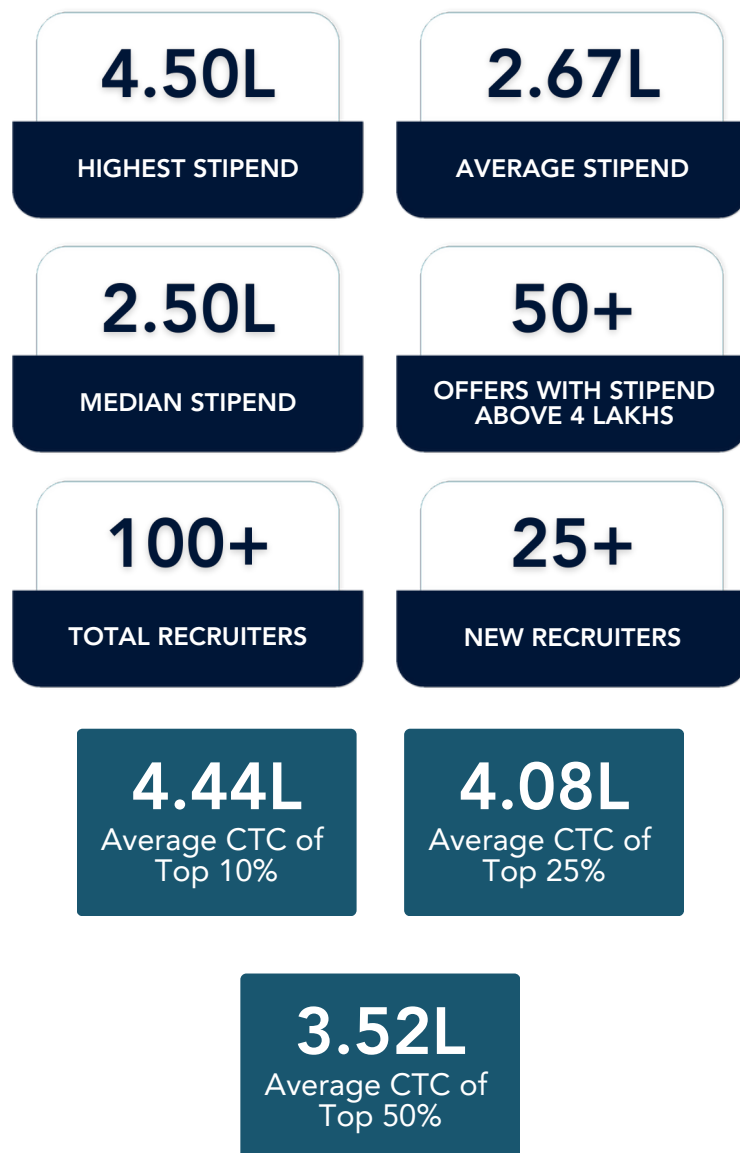 4.50L
HIGHEST STIPEND
2.67L
AVERAGE STIPEND
2.50L
MEDIAN STIPEND
50+
OFFERS WITH STIPEND
ABOVE 4 LAKHS
100+
TOTAL RECRUITERS
25+
NEW RECRUITERS
4.44L
Average CTC of
Top 10%
4.08L
Average CTC of
Top 25%
3.52L
Average CTC of
Top 50%